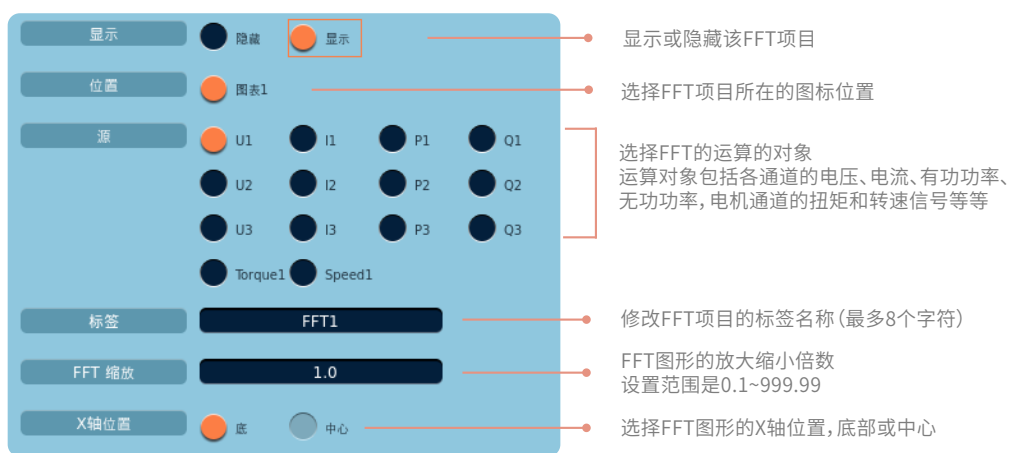 显示 隐藏 显示 显示或隐藏该FFT项目
位置 图表1 选择FFT项目所在的图标位置
源 U1 I1 P1 Q1
U2 I2 P2 Q2
U3 I3 P3 Q3
Torque1 Speed1
选择FFT的运算的对象
运算对象包括各通道的电压、电流、有功功率、
无功功率,电机通道的扭矩和转速信号等等
标签 FFT1 修改FFT项目的标签名称(最多8个字符)
FFT 缩放 1.0
FFT图形的放大缩小倍数
设置范围是0.1~999.99
X轴位置 底 中心 选择FFT图形的X轴位置,底部或中心